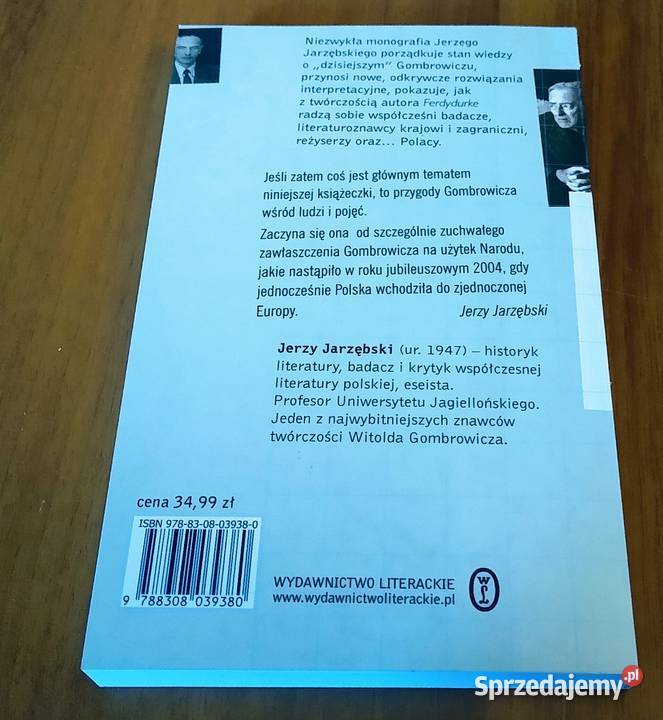 Niezwykła monografia Jerzego
Jarzębskiego porządkuje stan wiedzy
o „dzisiejszym” Gombrowiczu,
przynosi nowe, odkrywcze rozwiązania
interpretacyjne, pokazuje, jak
z twórczością autora Ferdydurke
radzą sobie współcześni badacze,
literaturoznawcy krajowi i zagraniczni,
reżyserzy oraz... Polacy.
Jeśli zatem coś jest głównym tematem
niniejszej książeczki, to przygody Gombrowicza
wśród ludzi i pojęć.
Zaczyna się ona od szczególnie zuchwałego
zawłaszczenia Gombrowicza na użytek Narodu,
jakie nastąpiło w roku jubileuszowym 2004, gdy
jednocześnie Polska wchodziła do zjednoczonej
Europy.
Jerzy Jarzębski
Jerzy Jarzębski (ur. 1947) – historyk
literatury, badacz i krytyk współczesnej
literatury polskiej, eseista.
Profesor Uniwersytetu Jagiellońskiego.
Jeden z najwybitniejszych znawców
twórczości Witolda Gombrowicza.
cena 34,99 zł
ISBN 978-83-08-03938-0
9 788308 039380
WYDAWNICTWO LITERACKIE
www.wydawnictwoliterackie.pl
WL
Sprzedajemy.pl